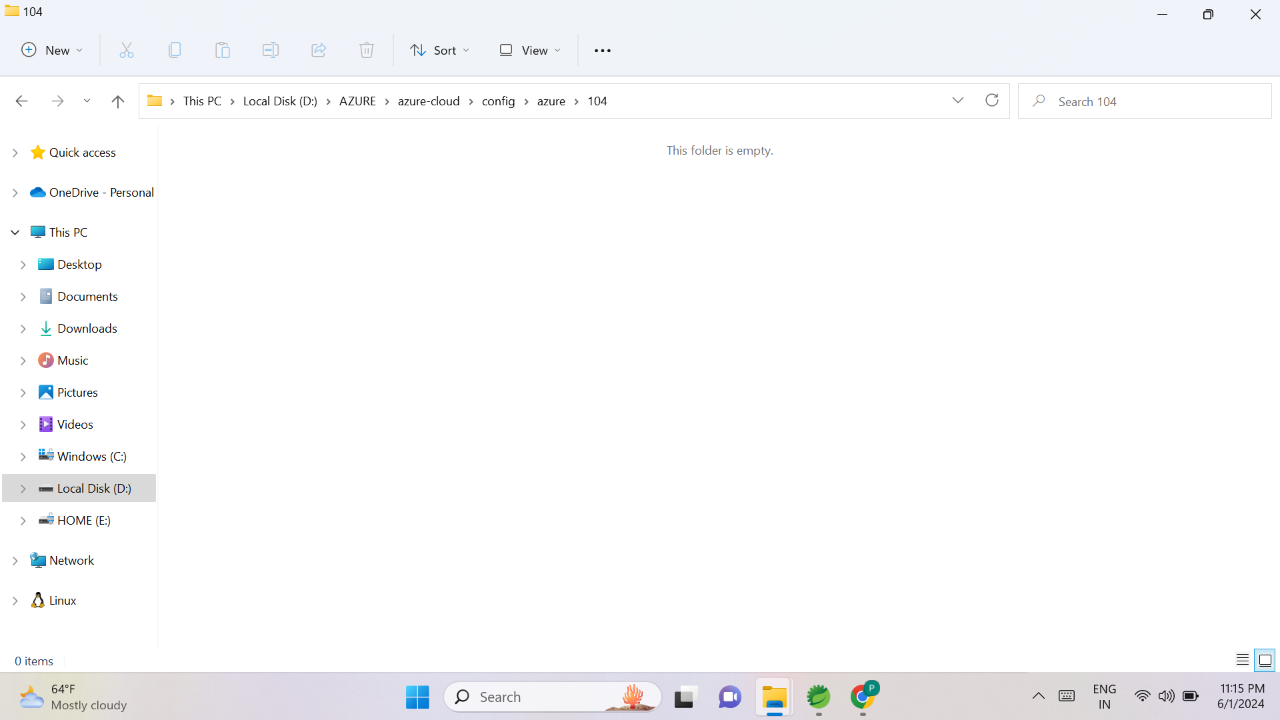 104
New
Sort
View
This PC
Local Disk (D:)
AZURE
azure-cloud
config
azure
104
Search 104
Quick access
OneDrive - Personal
This PC
Desktop
Documents
Downloads
Music
Pictures
Videos
Windows (C:)
Local Disk (D:)
HOME (E:)
Network
Linux
This folder is empty.
0 items
64°F
Mostly cloudy
Search
P
ENG
IN
11:15 PM
6/1/2024